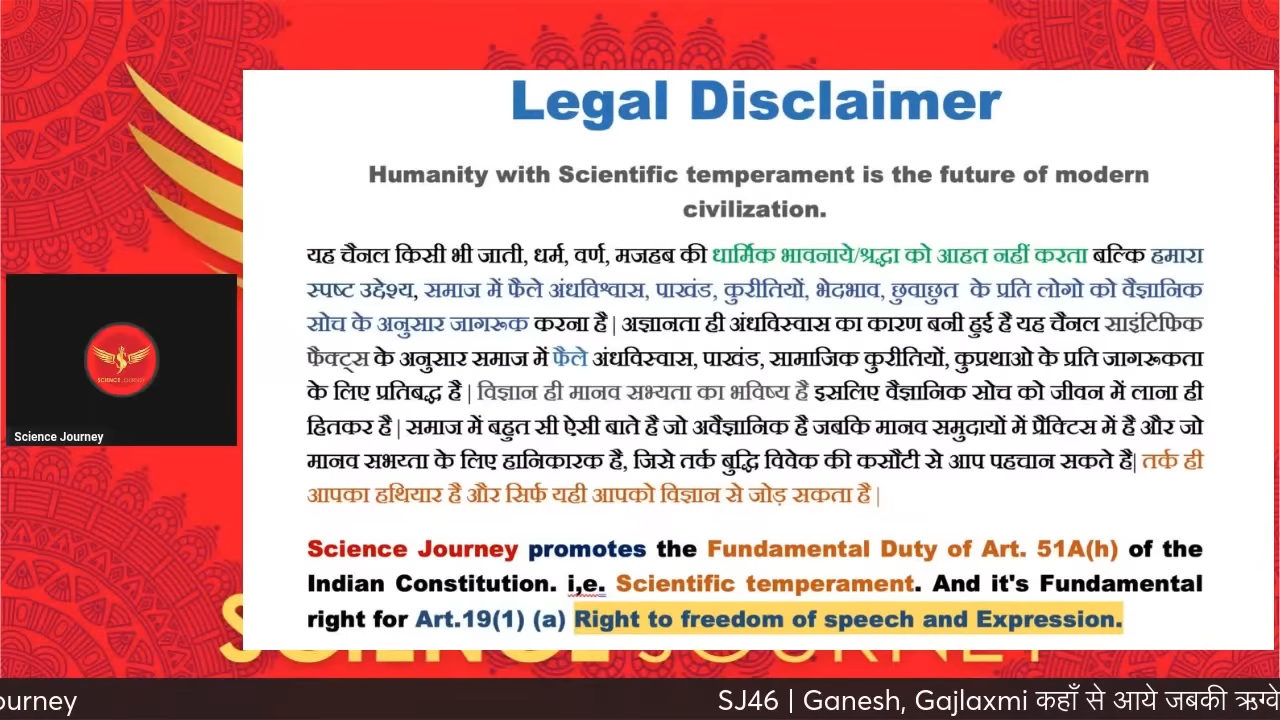 Legal Disclaimer
Humanity with Scientific temperament is the future of modern
civilization.
यह चैनल किसी भी जाती, धर्म, वर्ण, मजहब की धार्मिक भावनाये/श्रद्धा को आहत नहीं करता बल्कि हमारा
स्पष्ट उद्देश्य, समाज में फैले अंधविश्वास, पाखंड, कुरीतियों, भेदभाव, छुवाछुत के प्रति लोगो को वैज्ञानिक
सोच के अनुसार जागरूक करना है | अज्ञानता ही अंधविस्वास का कारण बनी हुई है यह चैनल साइंटिफिक
फैक्ट्स के अनुसार समाज में फैले अंधविस्वास, पाखंड, सामाजिक कुरीतियों, कुप्रथाओ के प्रति जागरूकता
के लिए प्रतिबद्ध है | विज्ञान ही मानव सभ्यता का भविष्य है इसलिए वैज्ञानिक सोच को जीवन में लाना ही
हितकर है | समाज में बहुत सी ऐसी बाते है जो अवैज्ञानिक है जबकि मानव समुदायों में प्रैक्टिस में है और जो
मानव सभय्ता के लिए हानिकारक है, जिसे तर्क बुद्धि विवेक की कसौटी से आप पहचान सकते है| तर्क ही
आपका हथियार है और सिर्फ यही आपको विज्ञान से जोड़ सकता है |
Science Journey promotes the Fundamental Duty of Art. 51A(h) of the
Indian Constitution. i,e. Scientific temperament. And it's Fundamental
right for Art.19(1) (a) Right to freedom of speech and Expression.
SCIENCE JOURNEY
Science Journey
SCIENCE JOURNEY
ourney
SJ46 | Ganesh, Gajlaxmi कहाँ से आये जबकी ऋग्वे